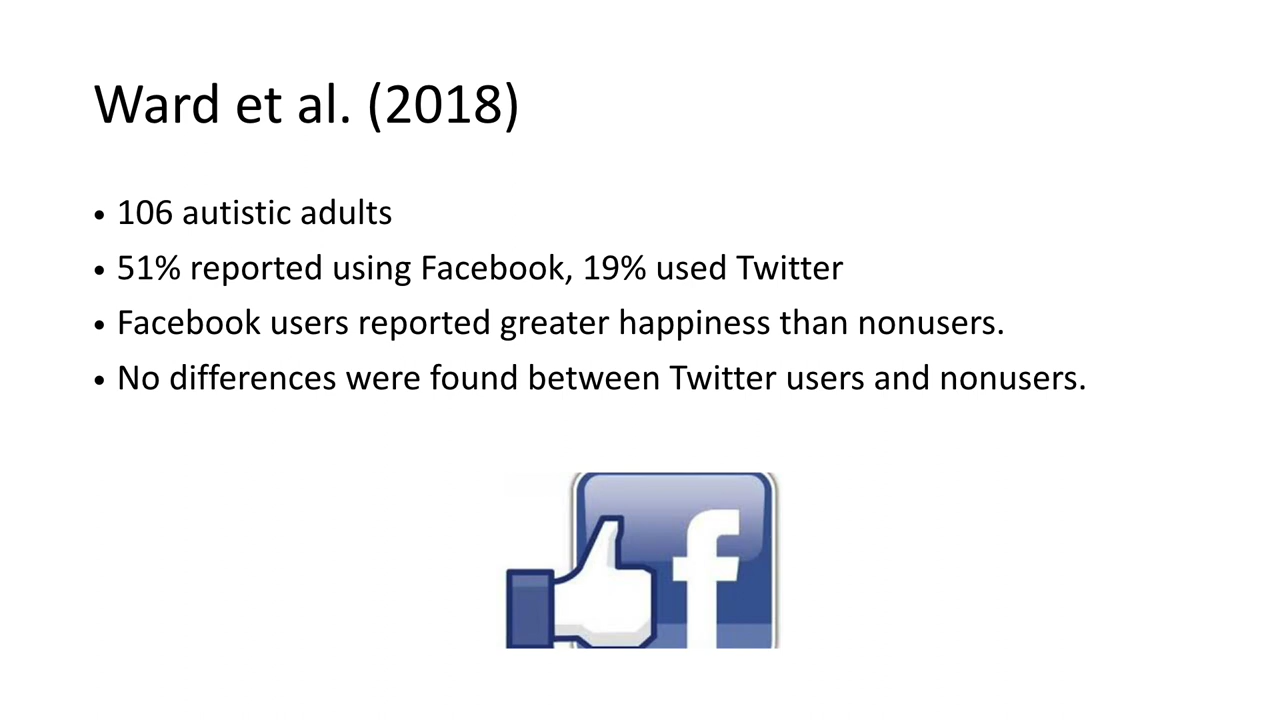 Ward et al. (2018)
• 106 autistic adults
• 51% reported using Facebook, 19% used Twitter
• Facebook users reported greater happiness than nonusers.
• No differences were found between Twitter users and nonusers.
f